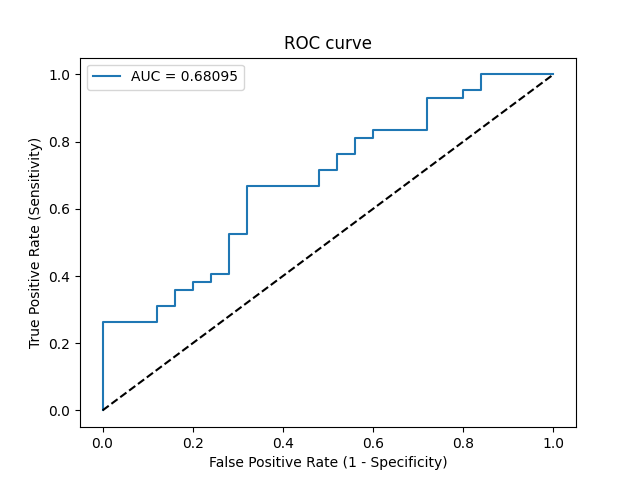 ROC curve
AUC = 0.68095
1.0
0.8
0.6
0.4
0.2
0.0
True Positive Rate (Sensitivity)
0.0 0.2 0.4 0.6 0.8 1.0
False Positive Rate (1 - Specificity)